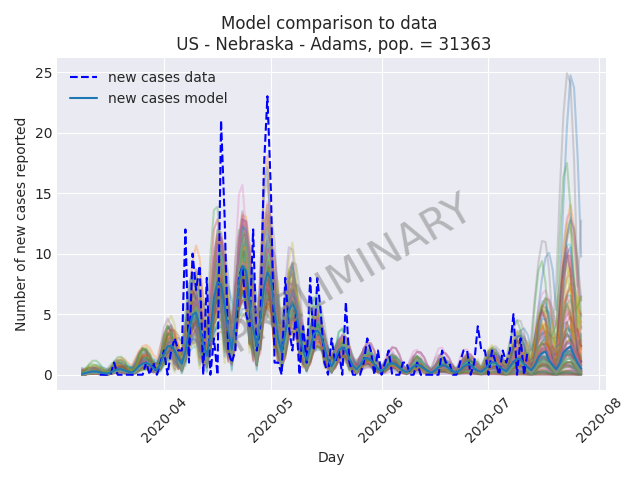 Model comparison to data
US - Nebraska - Adams, pop. = 31363
new cases data
new cases model
PRELIMINARY
Number of new cases reported
25
20
15
10
5
0
2020-04
2020-05
2020-06
2020-07
2020-08
Day